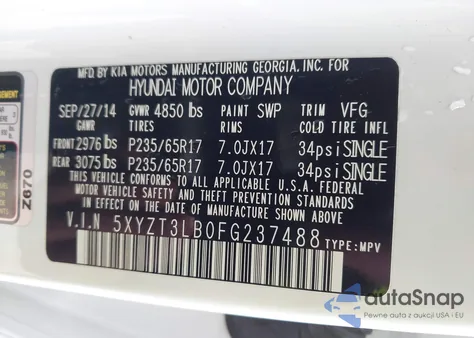 MFD. BY KIA MOTORS MANUFACTURING GEORGIA, INC. FOR
HYUNDAI MOTOR COMPANY
SEP/27/14 GVWR 4850 lbs PAINT SWP TRIM VFG
GAWR TIRES RIMS COLD TIRE INF.
FRONT 2976 lbs P235/65R17 7.0JX17 34psi SINGLE
REAR 3075 lbs P235/65R17 7.0JX17 34psi SINGLE
THIS VEHICLE CONFORMS TO ALL APPLICABLE U.S.A. FEDERAL
MOTOR VEHICLE SAFETY AND THEFT PREVENTION STANDARDS
IN EFFECT ON THE DATE OF MANUFACTURE SHOWN ABOVE.
V.I.N 5XYZT3LB0FG237488 TYPE: MPV
Z670
autaSnap
Pewne auta z aukcji USA i EU